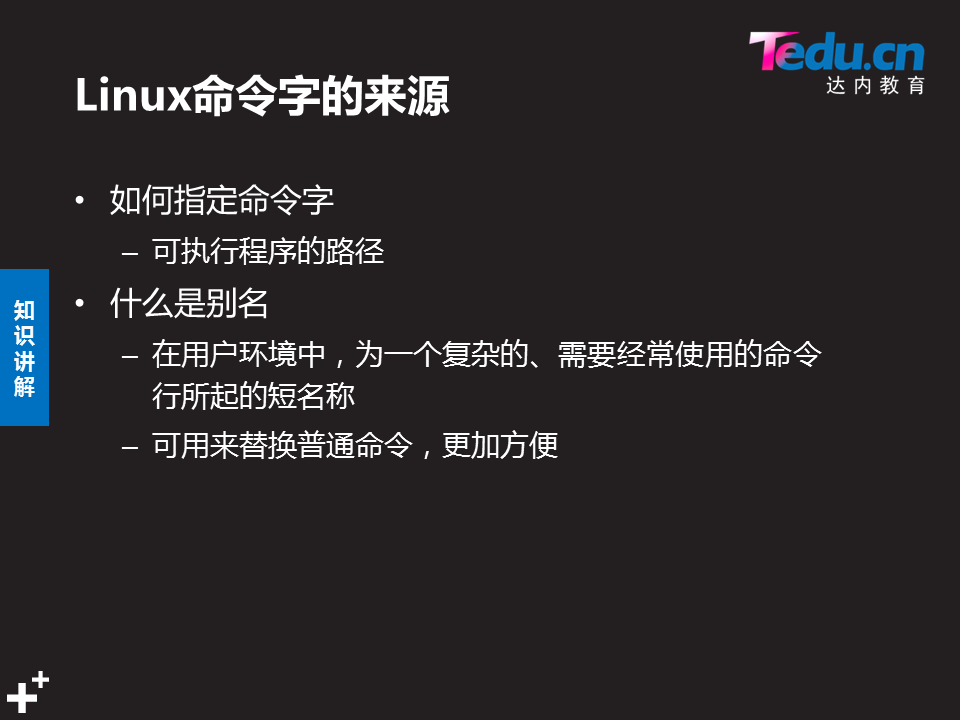 Tedu.cn
达内教育
Linux命令字的来源
• 如何指定命令字
– 可执行程序的路径
• 什么是别名
– 在用户环境中，为一个复杂的、需要经常使用的命令
行所起的短名称
– 可用来替换普通命令，更加方便
知
识
讲
解